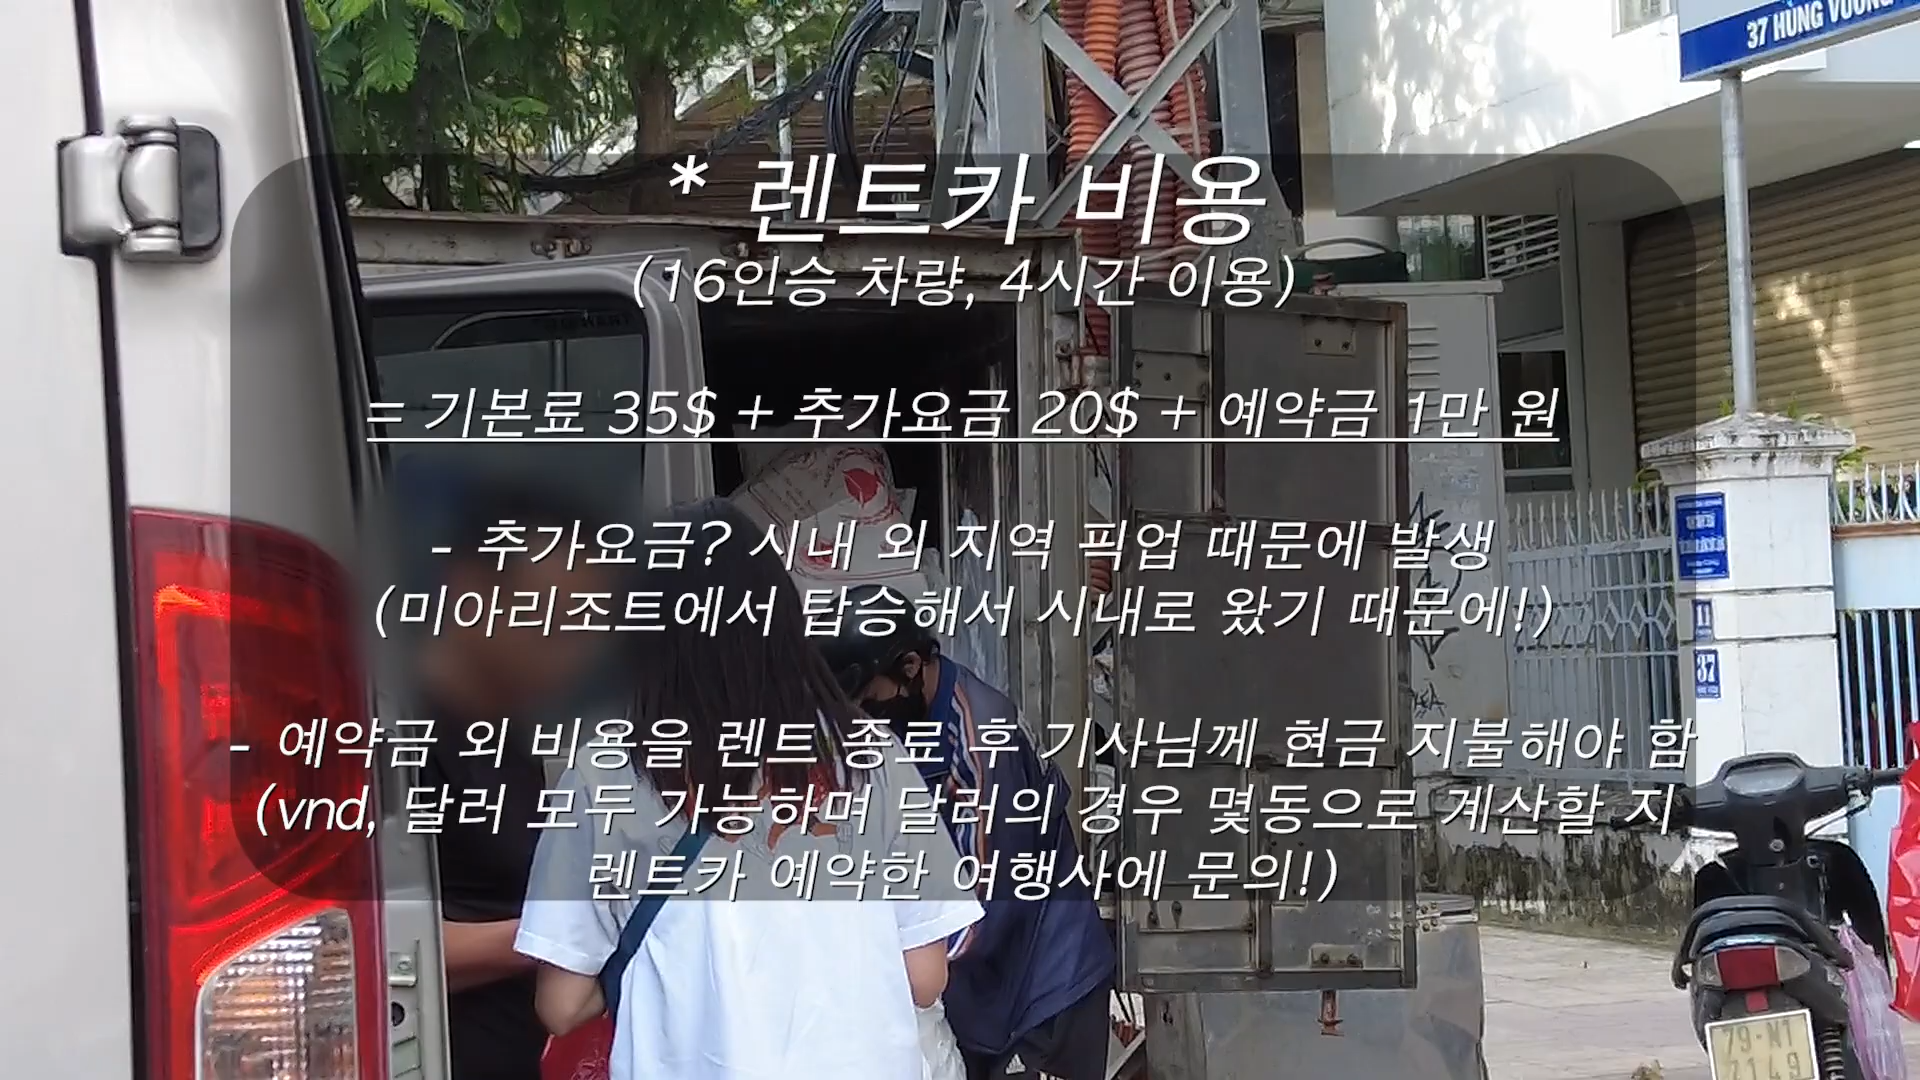 37 HÙNG VƯƠNG
* 렌트카 비용
(16인승 차량, 4시간 이용)
= 기본료 35$ + 추가요금 20$ + 예약금 1만 원
- 추가요금? 시내 외 지역 픽업 때문에 발생
(미아리조트에서 탑승해서 시내로 왔기 때문에!)
- 예약금 외 비용을 렌트 종료 후 기사님께 현금 지불해야 함
(vnd, 달러 모두 가능하며 달러의 경우 몇동으로 계산할 지
렌트카 예약한 여행사에 문의!)
11
37
79-N1
7149